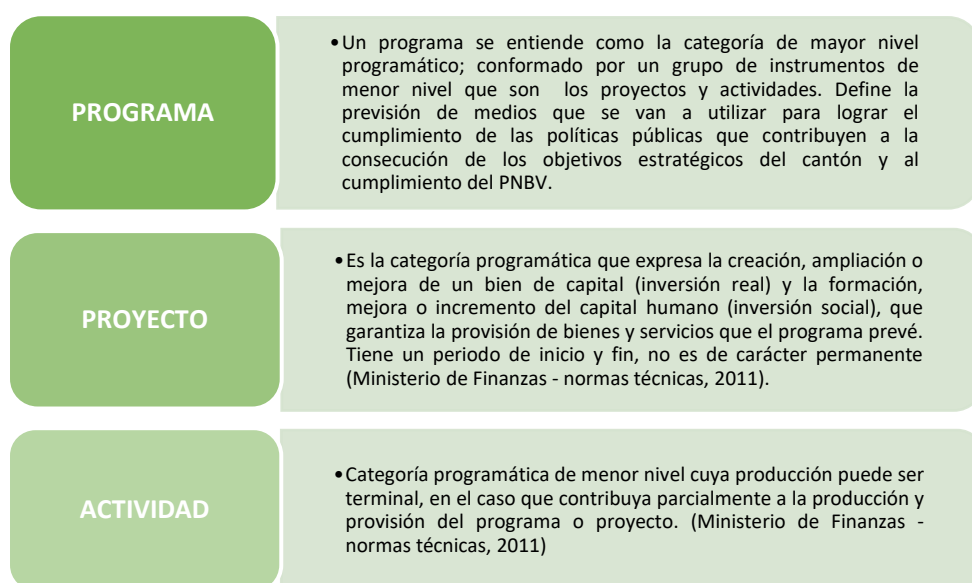 PROGRAMA
•Un programa se entiende como la categoría de mayor nivel
programático; conformado por un grupo de instrumentos de
menor nivel que son los proyectos y actividades. Define la
previsión de medios que se van a utilizar para lograr el
cumplimiento de las políticas públicas que contribuyen a la
consecución de los objetivos estratégicos del cantón y al
cumplimiento del PNBV.
PROYECTO
•Es la categoría programática que expresa la creación, ampliación o
mejora de un bien de capital (inversión real) y la formación,
mejora o incremento del capital humano (inversión social), que
garantiza la provisión de bienes y servicios que el programa prevé.
Tiene un periodo de inicio y fin, no es de carácter permanente
(Ministerio de Finanzas - normas técnicas, 2011).
ACTIVIDAD
•Categoría programática de menor nivel cuya producción puede ser
terminal, en el caso que contribuya parcialmente a la producción y
provisión del programa o proyecto. (Ministerio de Finanzas -
normas técnicas, 2011)